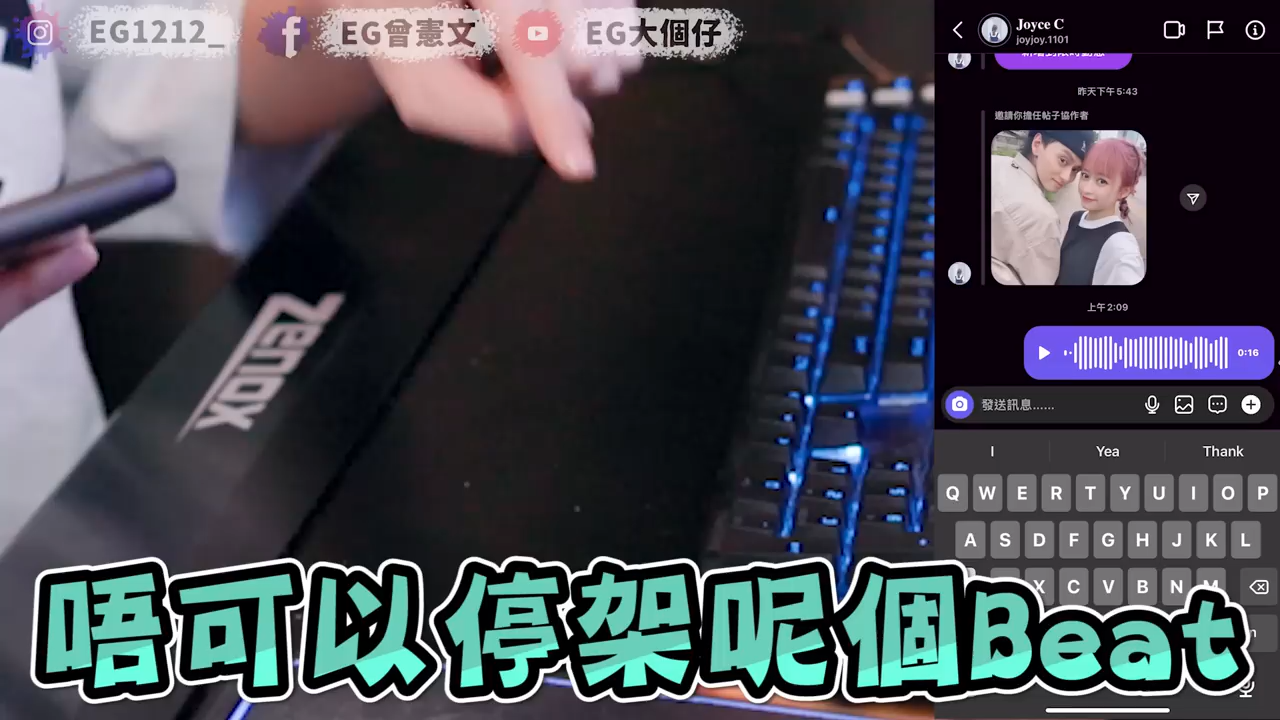 EG1212_
EG曾憲文
EG大個仔
Joyce C
joyjoy.1101
昨天下午5:43
邀請你擔任帖子協作者
上午2:09
0:16
發送訊息......
I Yea Thank
Q W E R T Y U I O P
A S D F G H J K L
X C V B N M
Zenox
唔可以停架呢個Beat